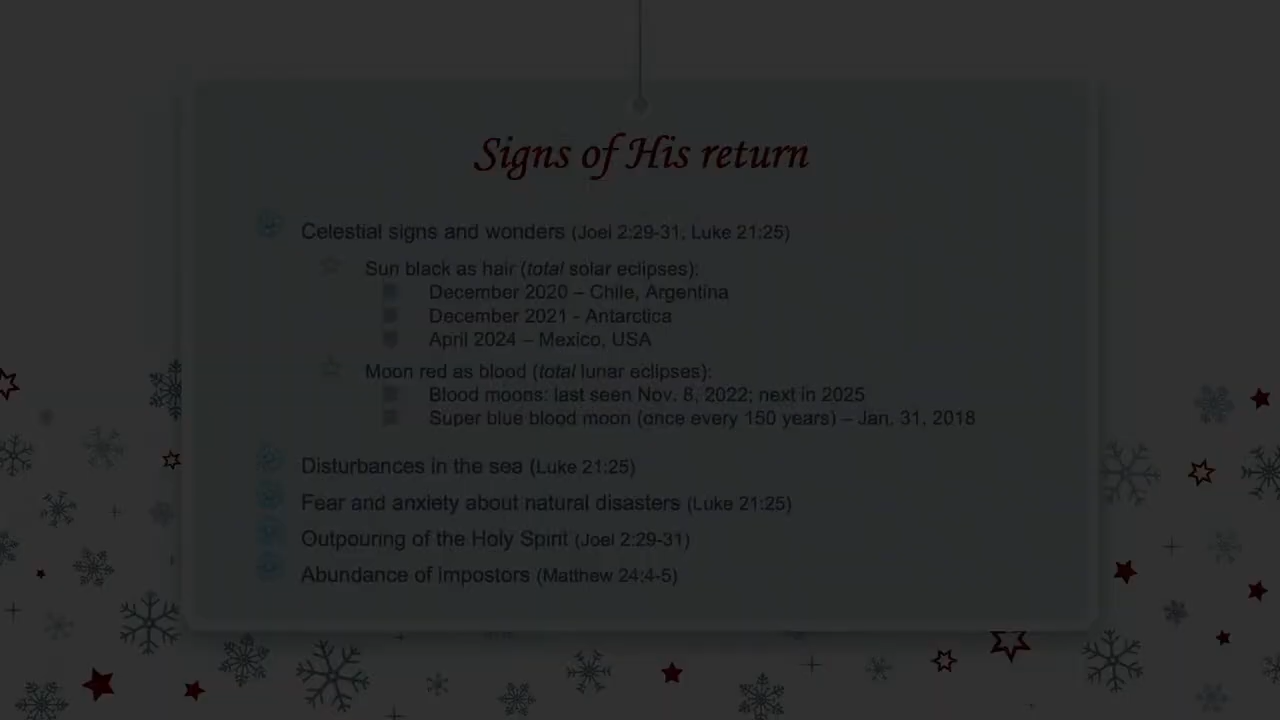 Signs of His return
Celestial signs and wonders (Joel 2:29-31, Luke 21:25)
Sun black as hair (total solar eclipses):
December 2020 – Chile, Argentina
December 2021 - Antarctica
April 2024 – Mexico, USA
Moon red as blood (total lunar eclipses):
Blood moons: last seen Nov. 8, 2022; next in 2025
Super blue blood moon (once every 150 years) – Jan. 31, 2018
Disturbances in the sea (Luke 21:25)
Fear and anxiety about natural disasters (Luke 21:25)
Outpouring of the Holy Spirit (Joel 2:29-31)
Abundance of impostors (Matthew 24:4-5)